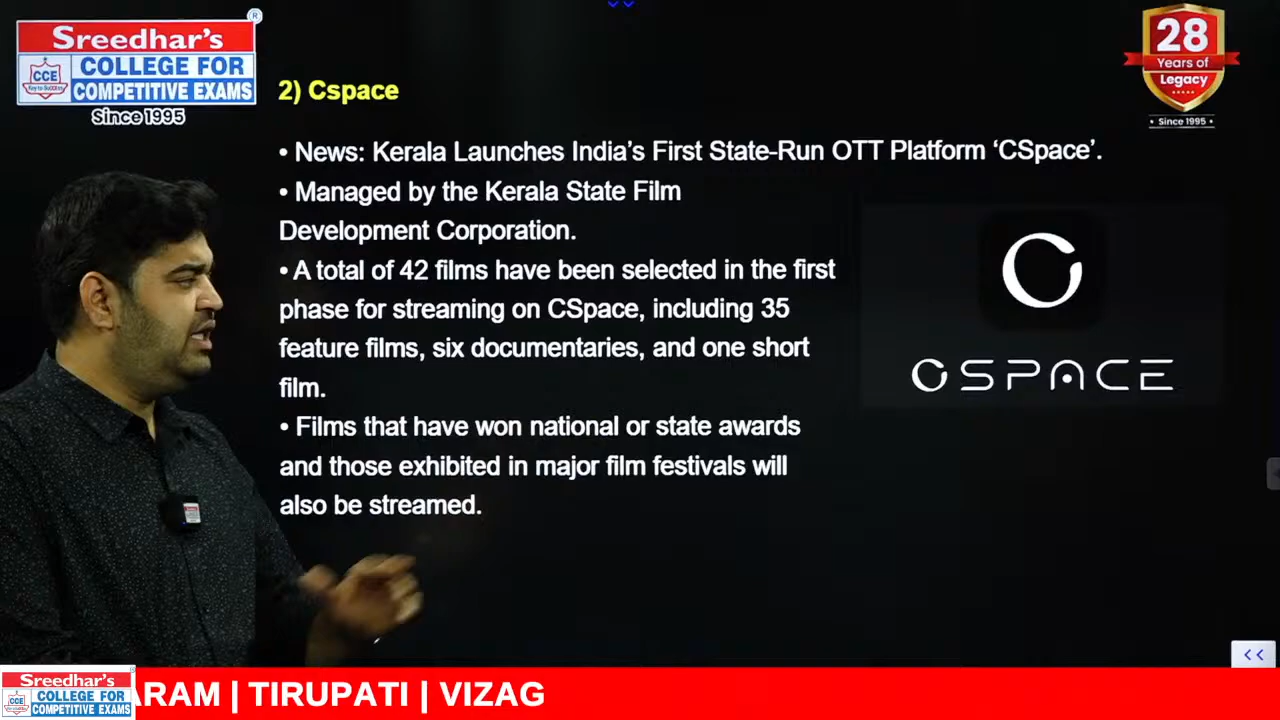 Sreedhar's
CCE
Key to Success
COLLEGE FOR
COMPETITIVE EXAMS
Since 1995
®
28
Years of
Legacy
• Since 1995 •
2) Cspace
• News: Kerala Launches India's First State-Run OTT Platform ‘CSpace’.
• Managed by the Kerala State Film
Development Corporation.
• A total of 42 films have been selected in the first
phase for streaming on CSpace, including 35
feature films, six documentaries, and one short
film.
• Films that have won national or state awards
and those exhibited in major film festivals will
also be streamed.
CSPACE
Sreedhar's
CCE
COLLEGE FOR
COMPETITIVE EXAMS
ARAM | TIRUPATI | VIZAG